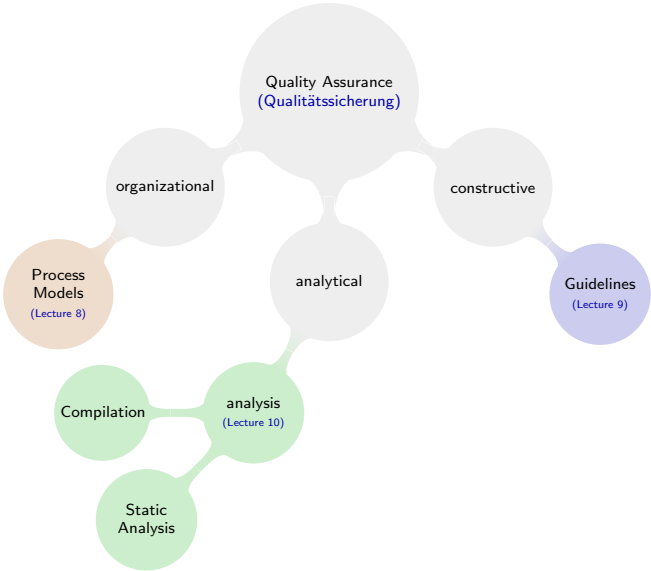 Quality Assurance
(Qualitätssicherung)
organizational
constructive
analytical
Process
Models
(Lecture 8)
Guidelines
(Lecture 9)
Compilation
analysis
(Lecture 10)
Static
Analysis